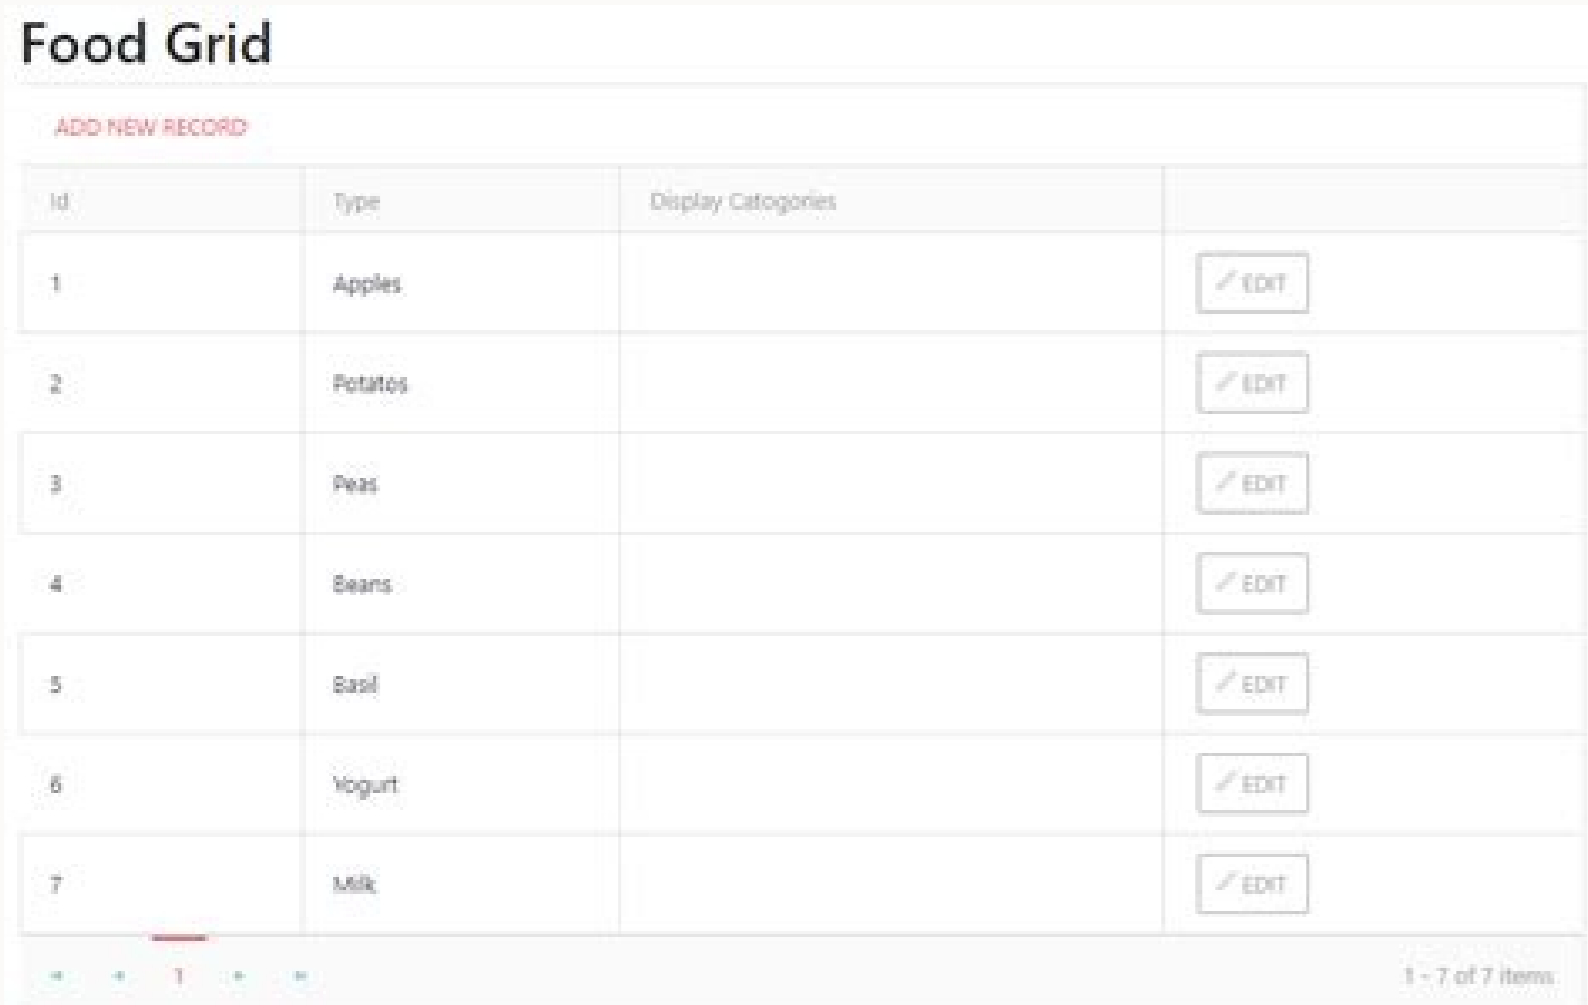 Food Grid
ADD NEW RECORD
Id Type Display Catogories
1 Apples EDIT
2 Potatos EDIT
3 Peas EDIT
4 Beans EDIT
5 Basil EDIT
6 Yogurt EDIT
7 Milk EDIT
1 1 - 7 of 7 items